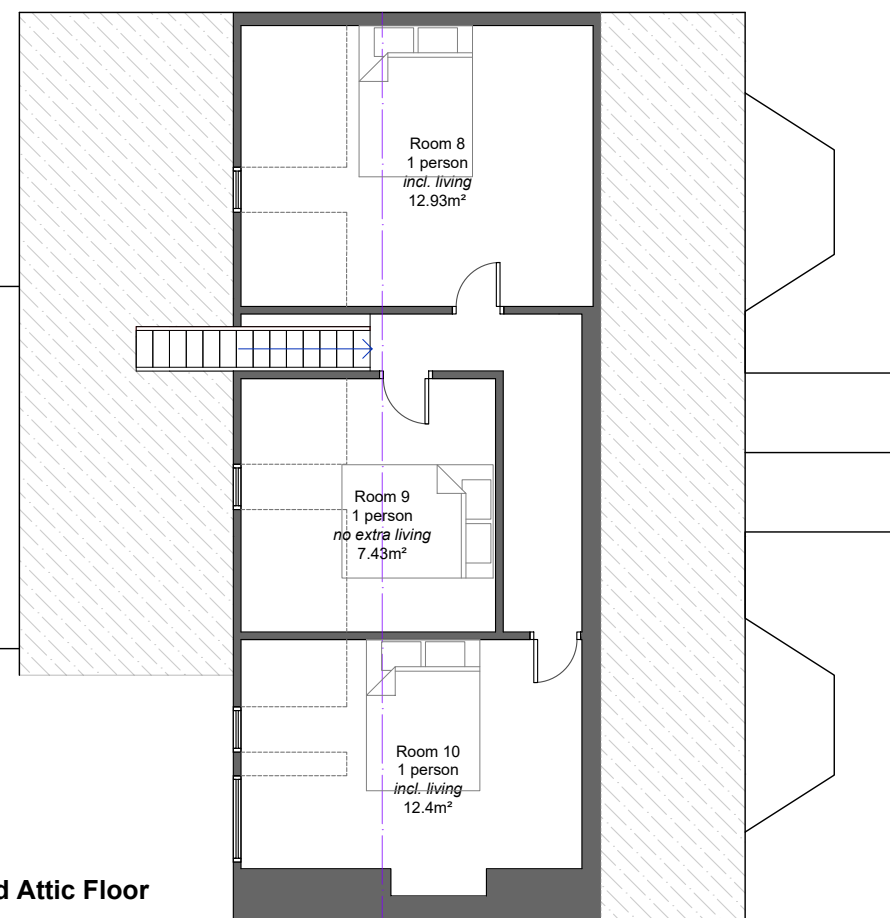 Room 8
1 person
incl. living
12.93m²
Room 9
1 person
no extra living
7.43m²
Room 10
1 person
incl. living
12.4m²
d Attic Floor